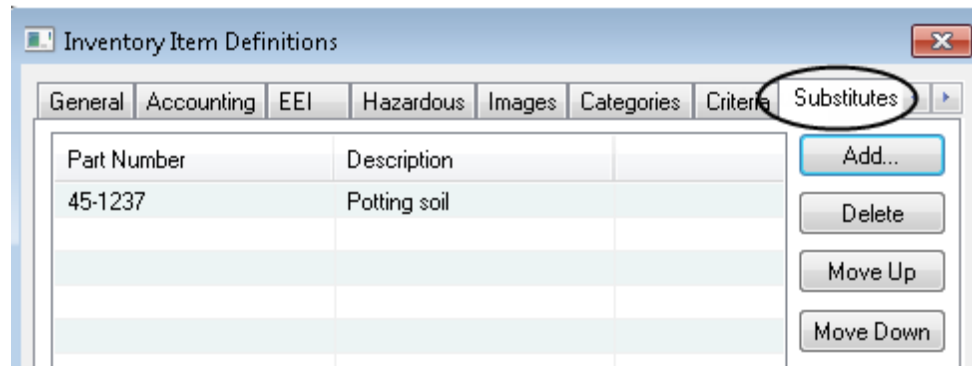 Inventory Item Definitions
General Accounting EEI Hazardous Images Categories Criteria Substitutes
Part Number Description Add...
45-1237 Potting soil
Delete
Move Up
Move Down